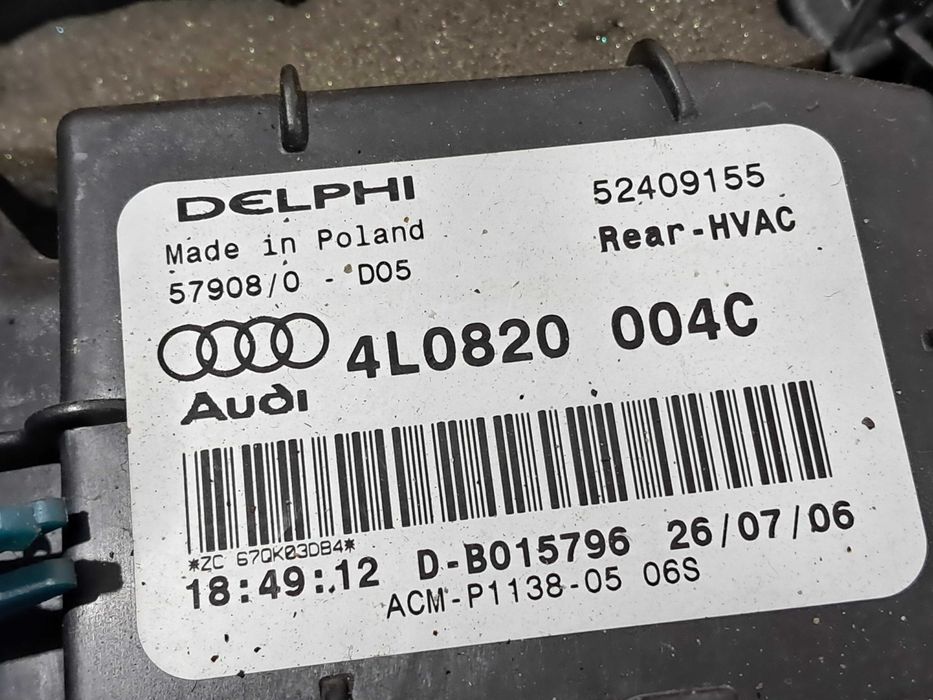 DELPHI
52409155
Made in Poland
Rear-HVAC
57908/0 - D05
4L0820 004C
Audi
*ZC 67QK03DB4*
18:49:12 D-B015796 26/07/06
ACM-P1138-05 06S